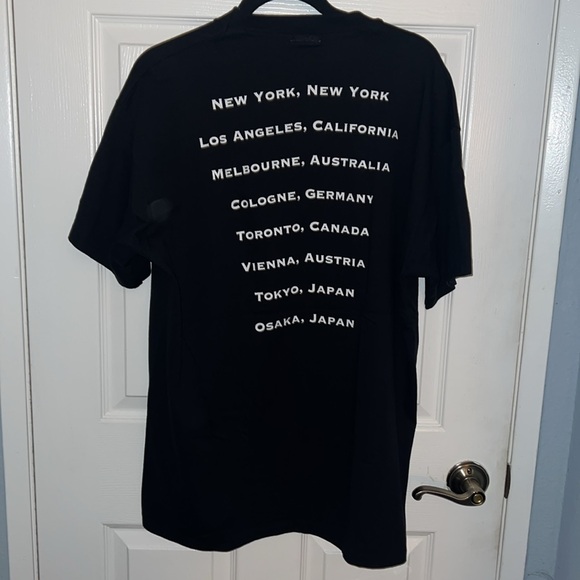 New York, New York
Los Angeles, California
Melbourne, Australia
Cologne, Germany
Toronto, Canada
Vienna, Austria
Tokyo, Japan
Osaka, Japan